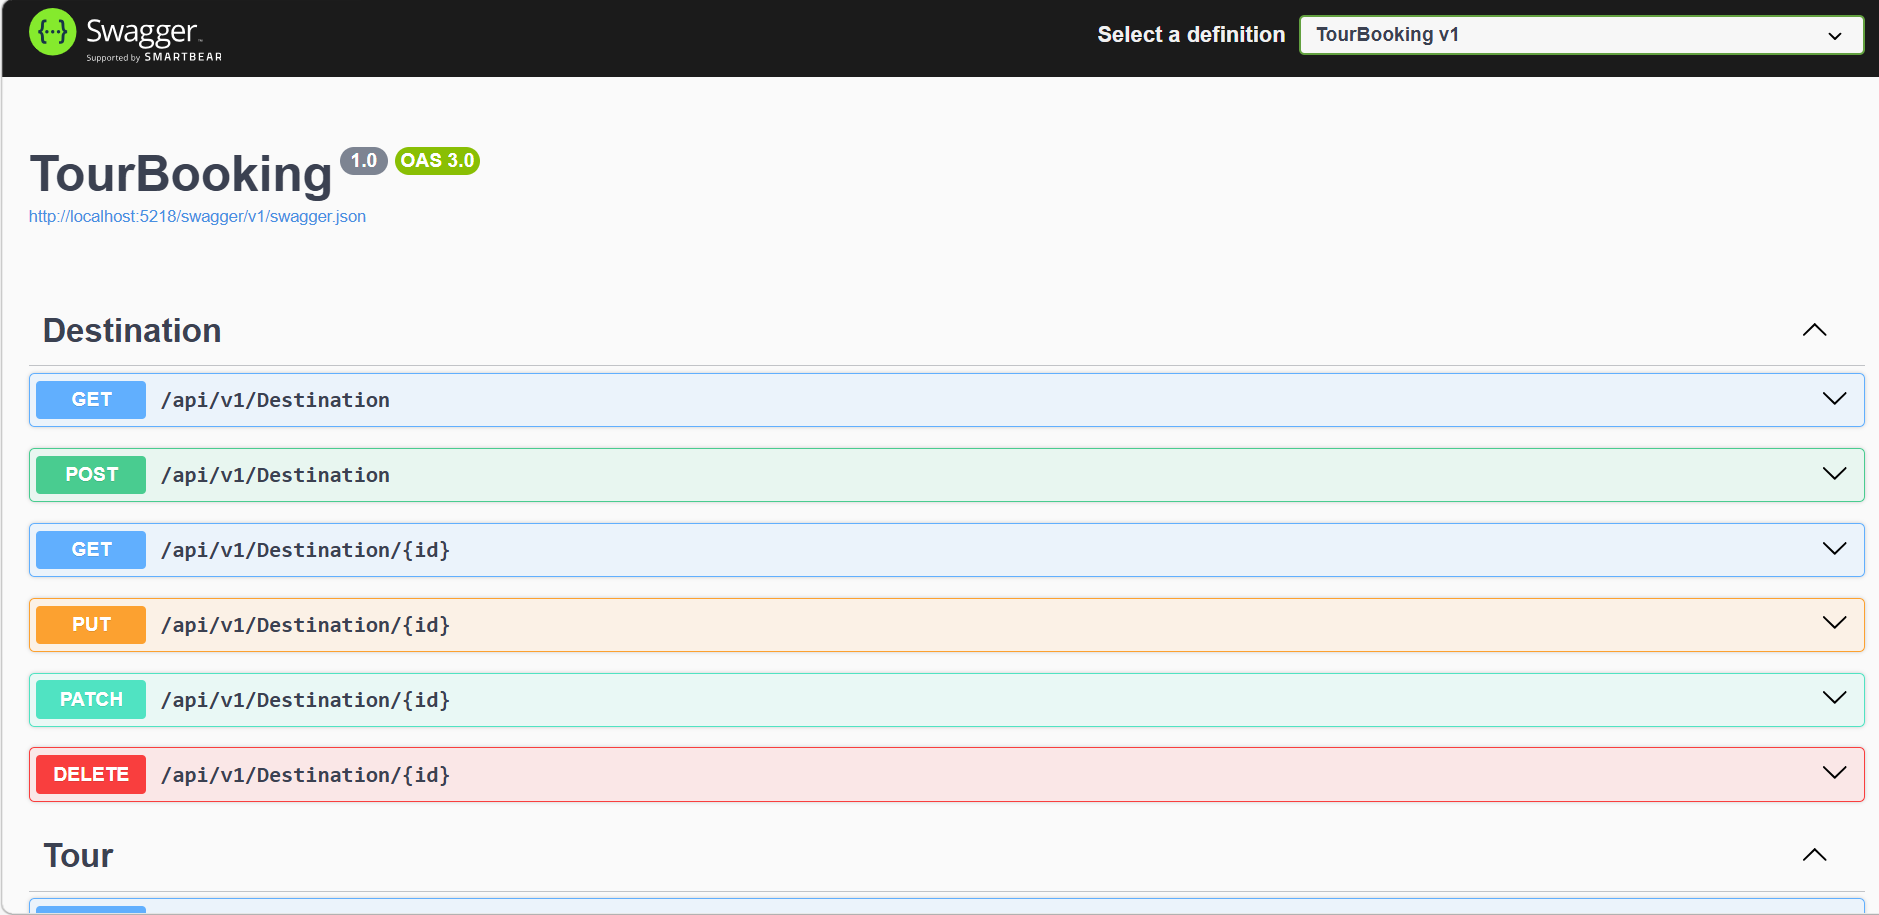 Swagger
Supported by SMARTBEAR
Select a definition
TourBooking v1
TourBooking 1.0 OAS 3.0
http://localhost:5218/swagger/v1/swagger.json
Destination
GET /api/v1/Destination
POST /api/v1/Destination
GET /api/v1/Destination/{id}
PUT /api/v1/Destination/{id}
PATCH /api/v1/Destination/{id}
DELETE /api/v1/Destination/{id}
Tour